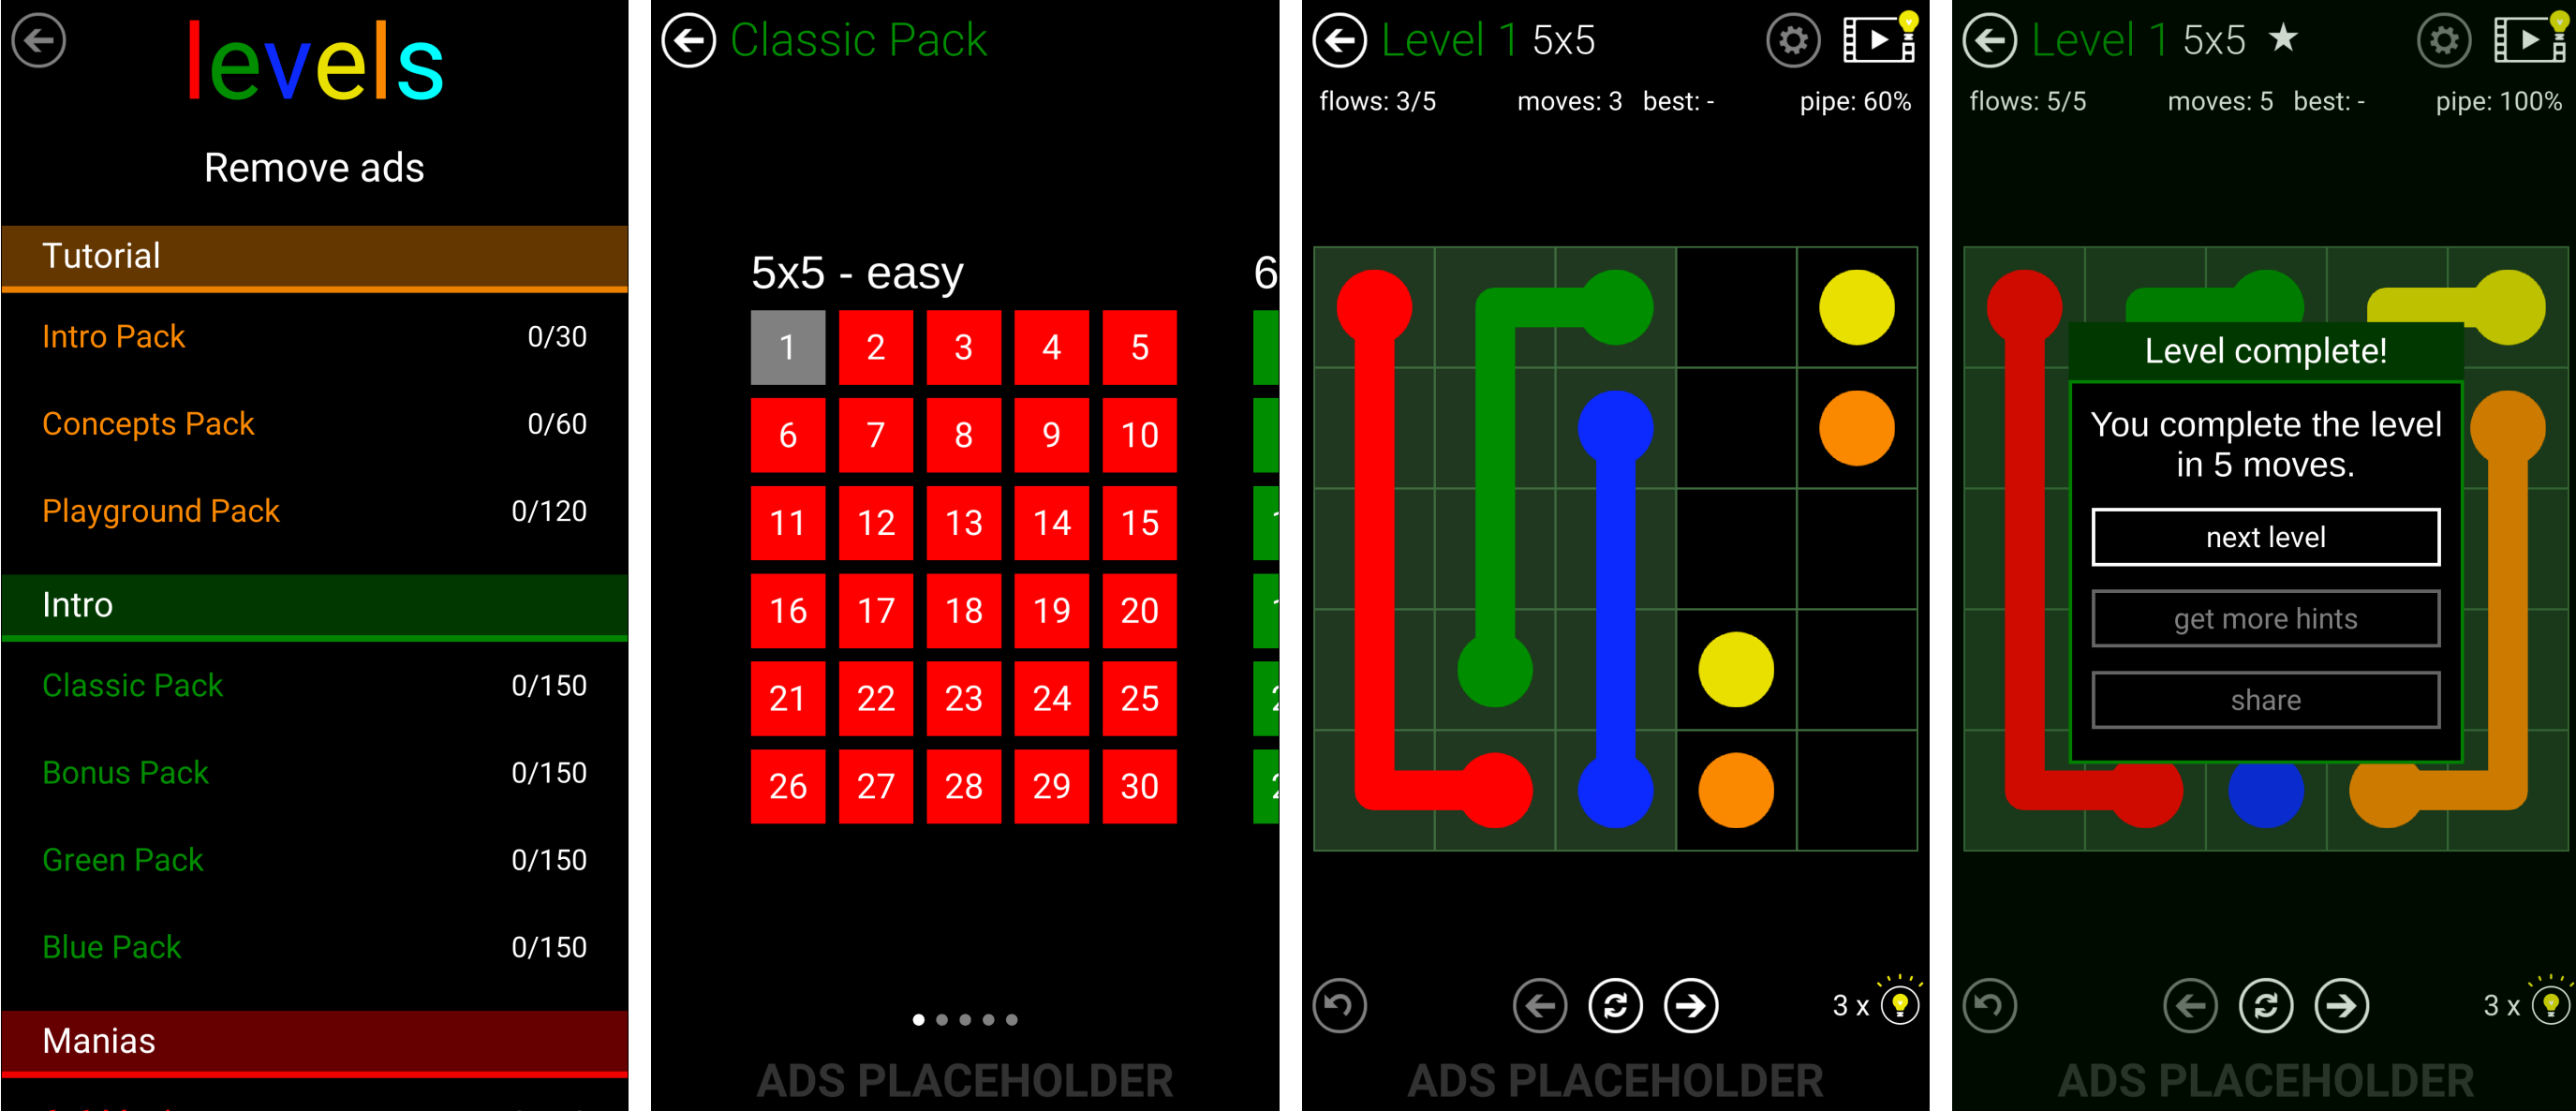 levels
Remove ads
Tutorial
Intro Pack 0/30
Concepts Pack 0/60
Playground Pack 0/120
Intro
Classic Pack 0/150
Bonus Pack 0/150
Green Pack 0/150
Blue Pack 0/150
Manias
Classic Pack
5x5 - easy 6
1 2 3 4 5
6 7 8 9 10
11 12 13 14 15
16 17 18 19 20
21 22 23 24 25
26 27 28 29 30
ADS PLACEHOLDER
Level 1 5x5
flows: 3/5 moves: 3 best: - pipe: 60%
3 x
ADS PLACEHOLDER
Level 1 5x5
flows: 5/5 moves: 5 best: - pipe: 100%
Level complete!
You complete the level
in 5 moves.
next level
get more hints
share
3 x
ADS PLACEHOLDER